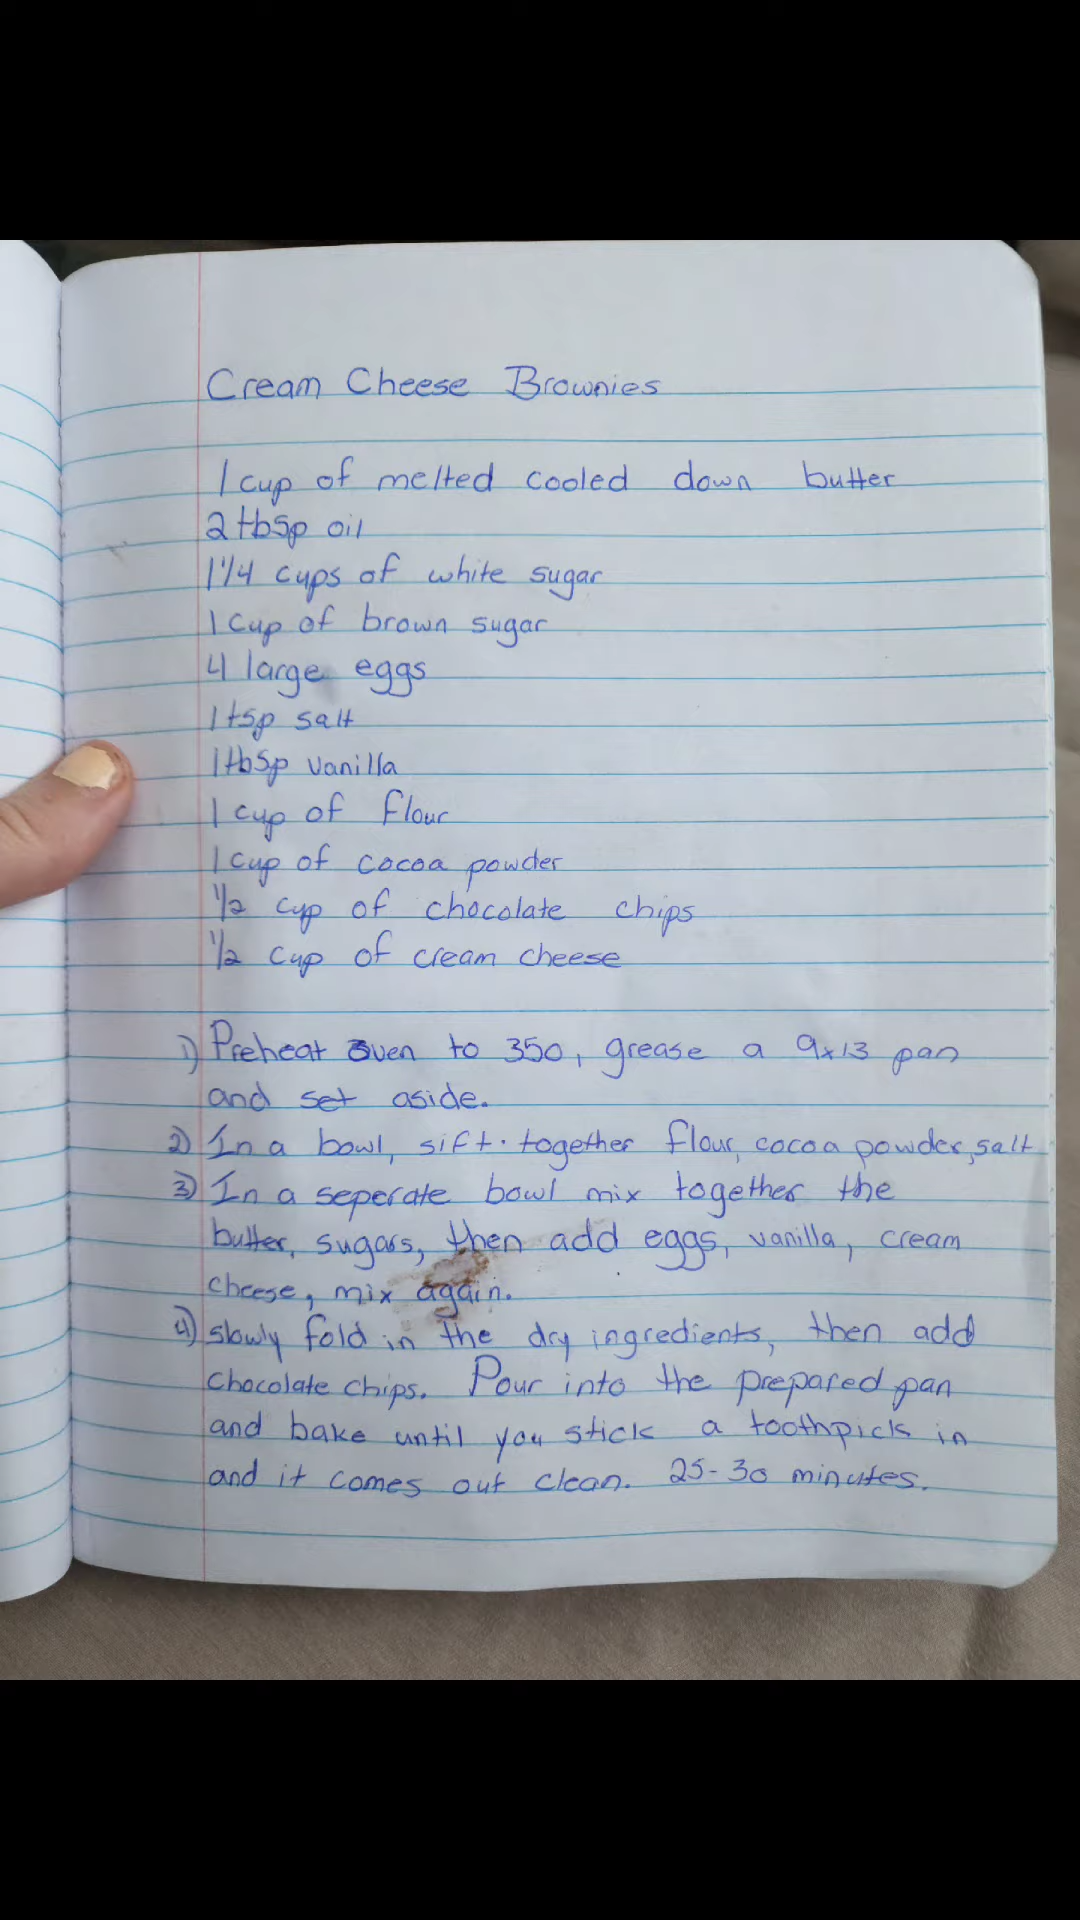 Cream Cheese Brownies
1 cup of melted cooled down butter
2 tbsp oil
1 1/4 cups of white sugar
1 cup of brown sugar
4 large eggs
1 tsp salt
1 tbsp vanilla
1 cup of flour
1 cup of cocoa powder
1/2 cup of chocolate chips
1/2 cup of cream cheese
1) Preheat oven to 350, grease a 9x13 pan
and set aside.
2) In a bowl, sift together flour, cocoa powder, salt
3) In a seperate bowl mix together the
butter, sugars, then add eggs, vanilla, cream
cheese, mix again.
4) slowly fold in the dry ingredients, then add
chocolate chips. Pour into the prepared pan
and bake until you stick a toothpick in
and it comes out clean. 25-30 minutes.